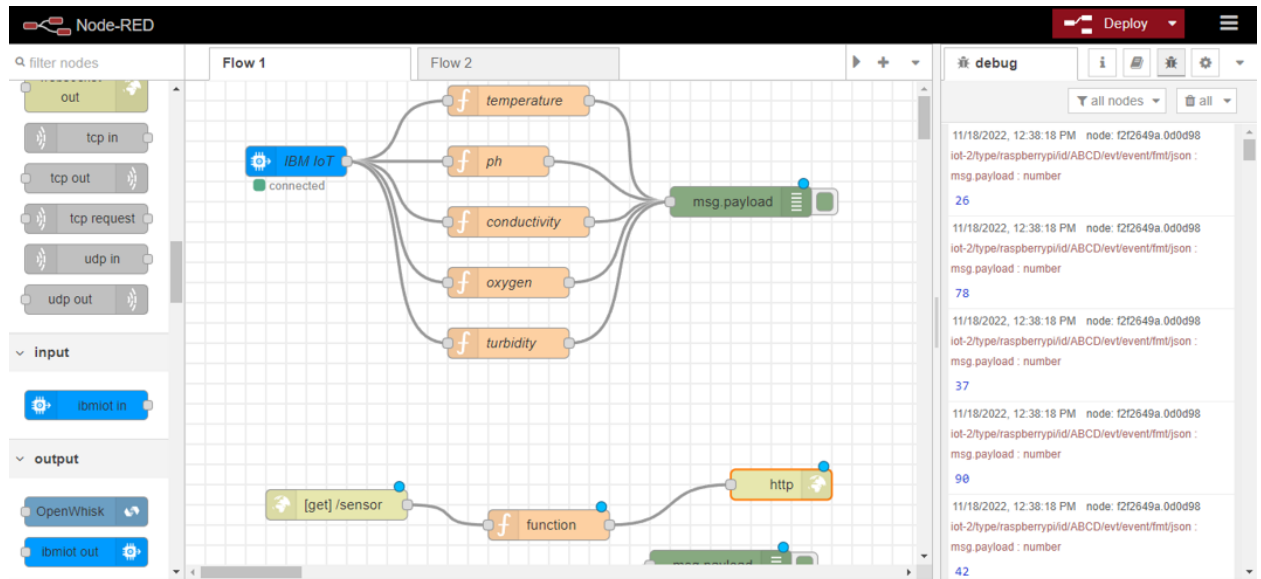 Node-RED
Deploy
filter nodes
Flow 1
Flow 2
debug
i
all nodes
all
out
tcp in
tcp out
tcp request
udp in
udp out
input
ibmiot in
output
OpenWhisk
ibmiot out
IBM IoT
connected
f temperature
f ph
f conductivity
f oxygen
f turbidity
msg.payload
[get] /sensor
f function
http
msg.payload
11/18/2022, 12:38:18 PM node: f2f2649a.0d0d98
iot-2/type/raspberrypi/id/ABCD/evt/event/fmt/json :
msg.payload : number
26
11/18/2022, 12:38:18 PM node: f2f2649a.0d0d98
iot-2/type/raspberrypi/id/ABCD/evt/event/fmt/json :
msg.payload : number
78
11/18/2022, 12:38:18 PM node: f2f2649a.0d0d98
iot-2/type/raspberrypi/id/ABCD/evt/event/fmt/json :
msg.payload : number
37
11/18/2022, 12:38:18 PM node: f2f2649a.0d0d98
iot-2/type/raspberrypi/id/ABCD/evt/event/fmt/json :
msg.payload : number
90
11/18/2022, 12:38:18 PM node: f2f2649a.0d0d98
iot-2/type/raspberrypi/id/ABCD/evt/event/fmt/json :
msg.payload : number
42